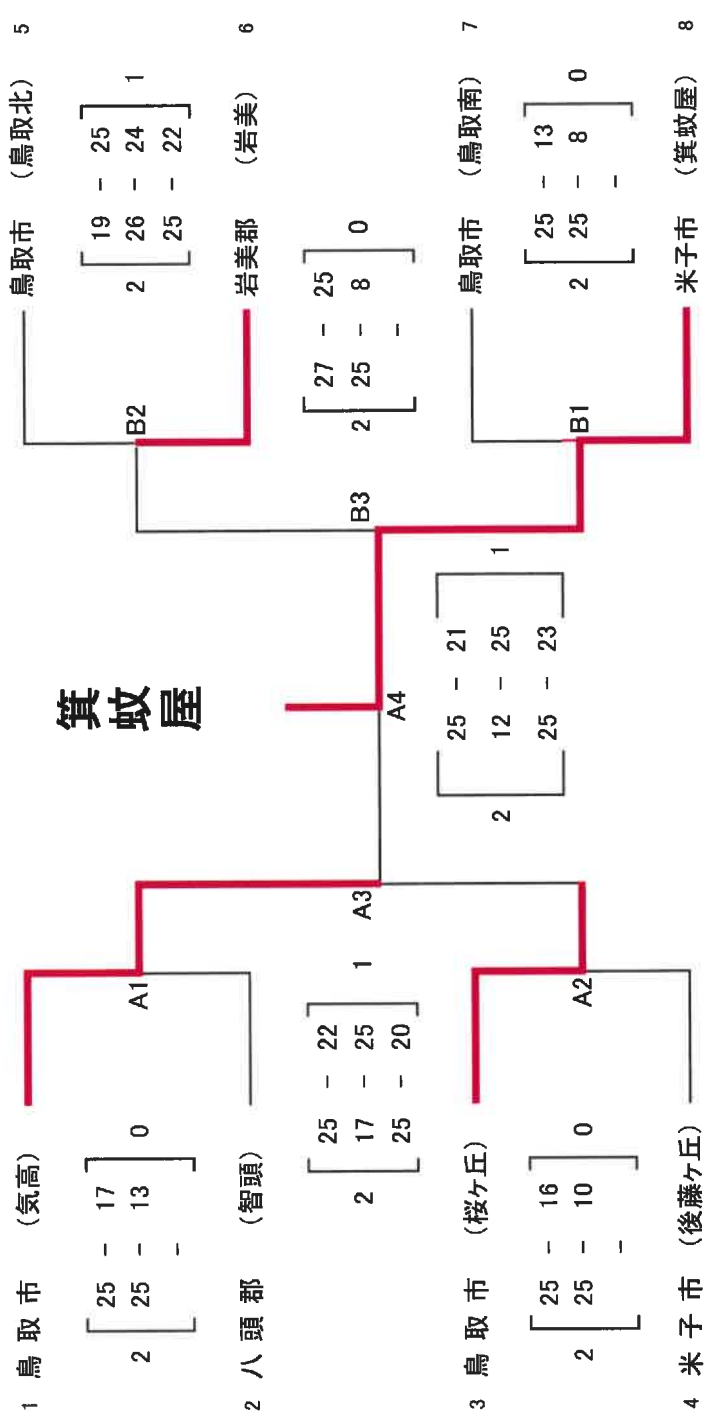 箕蚊屋
1 鳥取市 (気高)
2 [ 25 - 17 ] 0
25 - 13
-
A1
2 八頭郡 (智頭)
2 [ 25 - 22 ] 1
17 - 25
25 - 20
A3
3 鳥取市 (桜ヶ丘)
2 [ 25 - 16 ] 0
25 - 10
-
A2
4 米子市 (後藤ヶ丘)
A4
2 [ 25 - 21 ] 1
12 - 25
25 - 23
鳥取市 (鳥取北) 5
2 [ 19 - 25 ] 1
26 - 24
25 - 22
B2
岩美郡 (岩美) 6
B3
2 [ 27 - 25 ] 0
25 - 8
-
鳥取市 (鳥取南) 7
2 [ 25 - 13 ] 0
25 - 8
-
B1
米子市 (箕蚊屋) 8